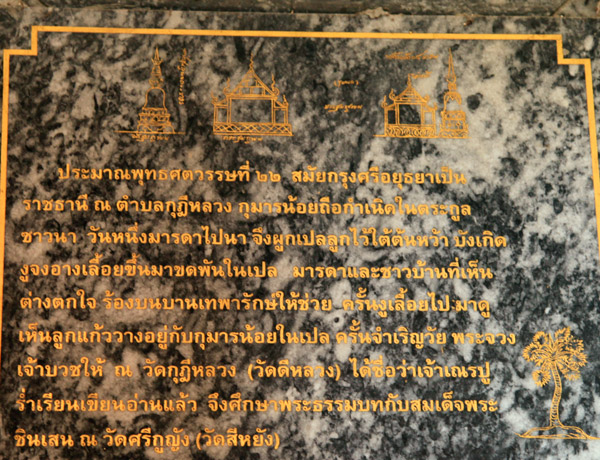 ประมาณพุทธศตวรรษที่ ๒๒ สมัยกรุงศรีอยุธยาเป็น
ราชธานี ณ ตำบลกุฎีหลวง กุมารน้อยถือกำเนิดในตระกูล
ชาวนา วันหนึ่งมารดาไปนา จึงผูกเปลลูกไว้ใต้ต้นหว้า บังเกิด
งูจงอางเลื้อยขึ้นมาขดพันในเปล มารดาและชาวบ้านที่เห็น
ต่างตกใจ ร้องบนบานเทพารักษ์ให้ช่วย ครั้นงูเลื้อยไป มาดู
เห็นลูกแก้ววางอยู่กับกุมารน้อยในเปล ครั้นจำเริญวัย พระจวง
เจ้าบวชให้ ณ วัดกุฎีหลวง (วัดดีหลวง) ได้ชื่อว่าเจ้าเณรปู
ร่ำเรียนเขียนอ่านแล้ว จึงศึกษาพระธรรมบทกับสมเด็จพระ
ชินเสน ณ วัดศรีกูญัง (วัดสีหยัง)